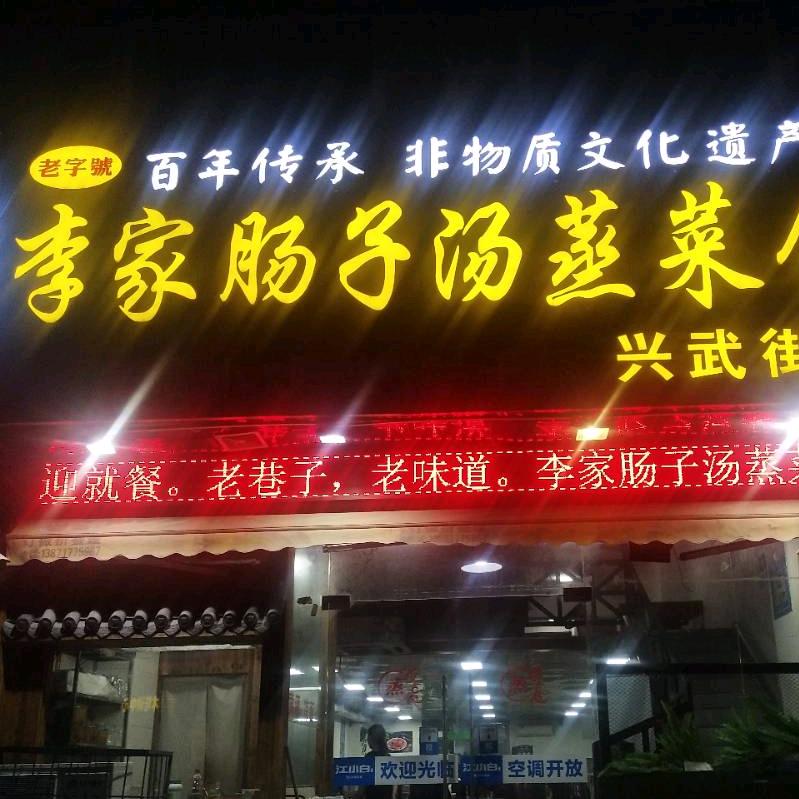 老字號
百年传承 非物质文化遗产
李家肠子汤蒸菜
兴武街
迎就餐。老巷子，老味道。李家肠子汤蒸菜
江小白 欢迎光临 江小白 空调开放